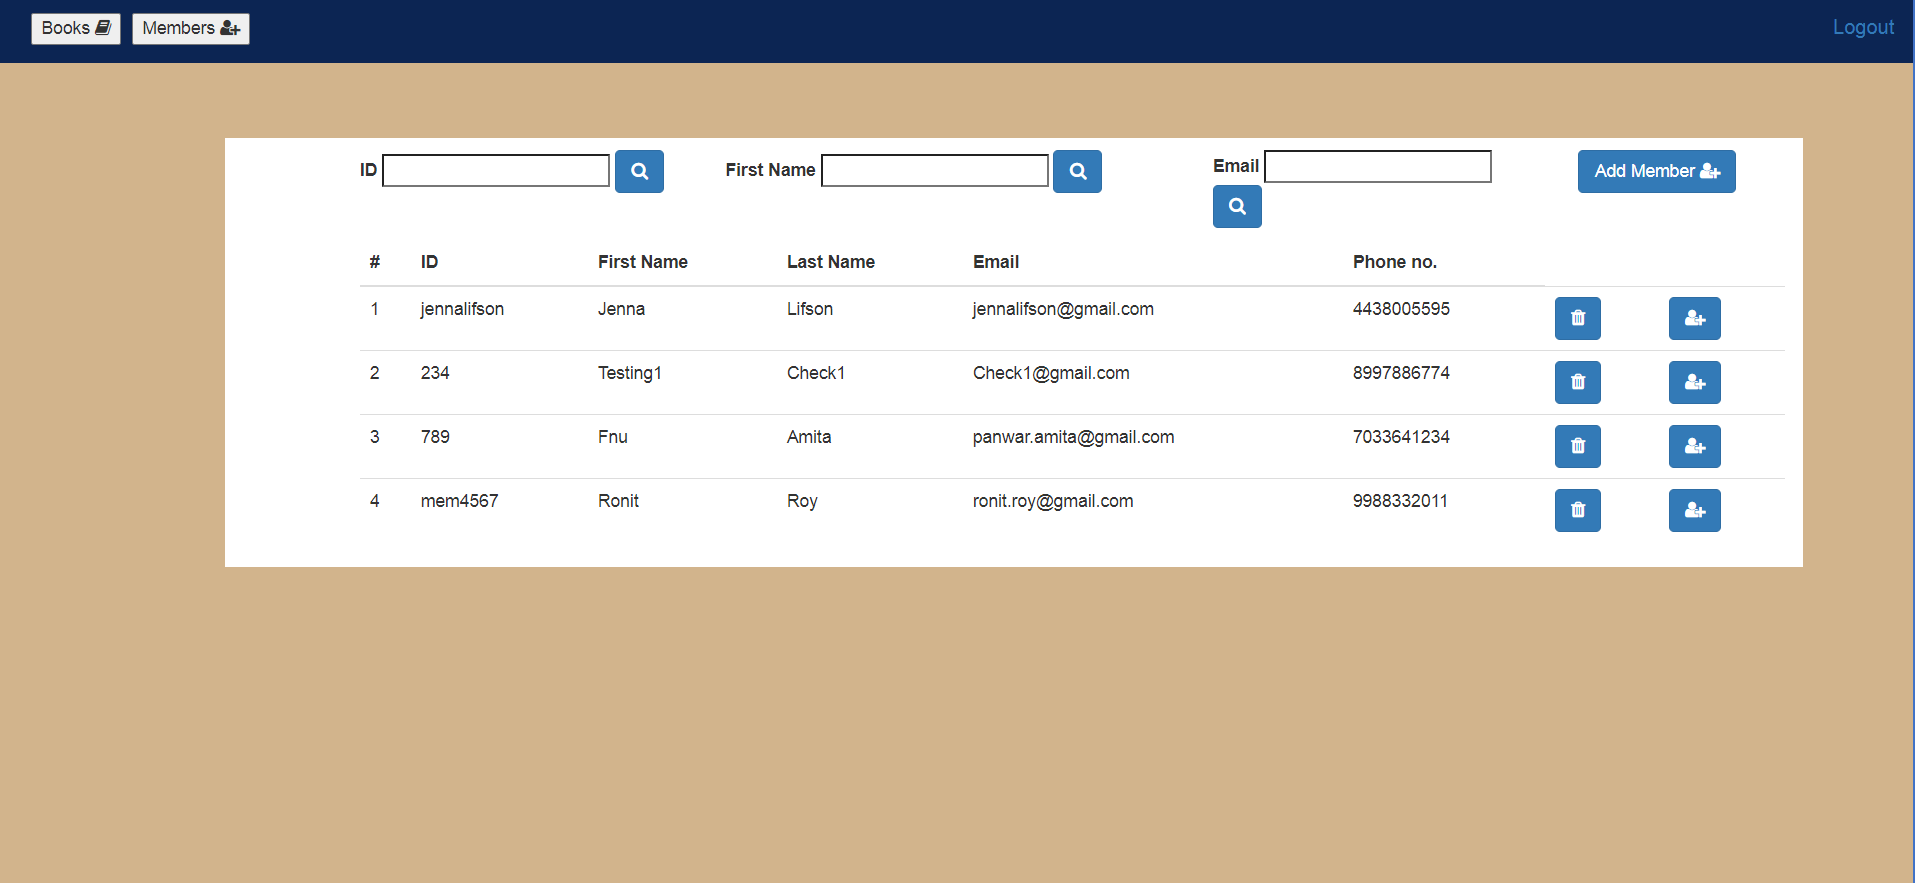 Books Members Logout
ID First Name Email Add Member
# ID First Name Last Name Email Phone no.
1 jennalifson Jenna Lifson jennalifson@gmail.com 4438005595
2 234 Testing1 Check1 Check1@gmail.com 8997886774
3 789 Fnu Amita panwar.amita@gmail.com 7033641234
4 mem4567 Ronit Roy ronit.roy@gmail.com 9988332011